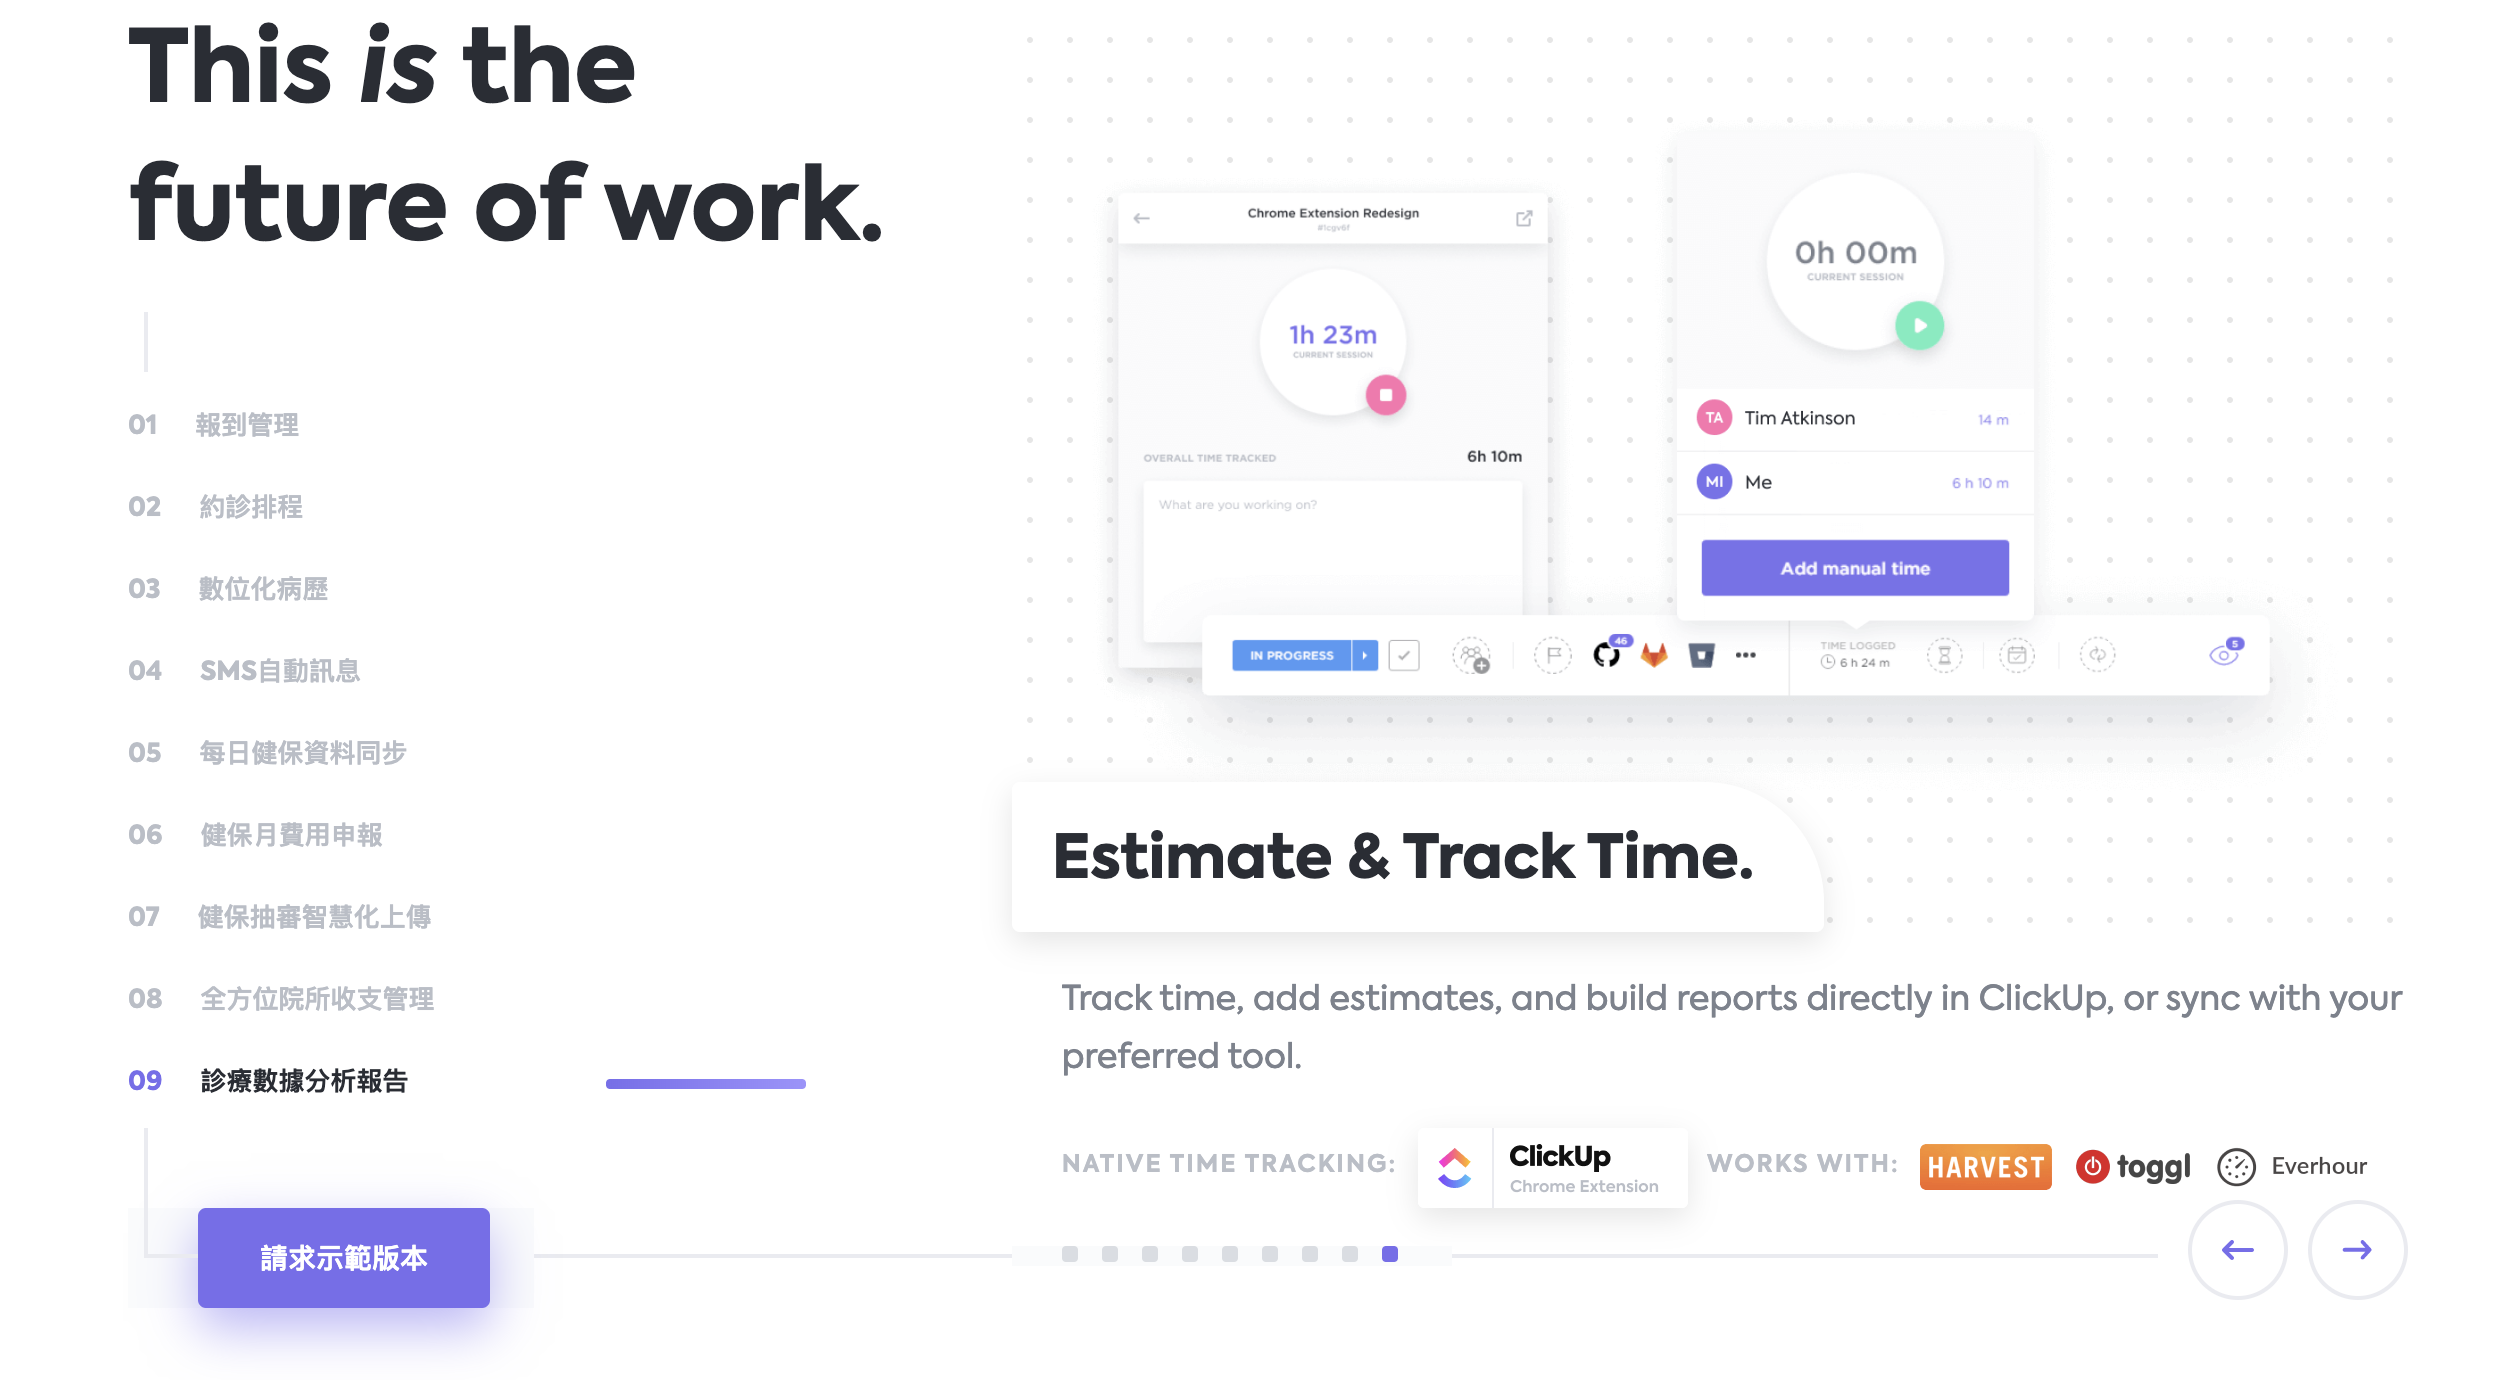 This is the
future of work.
01 報到管理
02 約診排程
03 數位化病歷
04 SMS自動訊息
05 每日健保資料同步
06 健保月費用申報
07 健保抽審智慧化上傳
08 全方位院所收支管理
09 診療數據分析報告
請求示範版本
Chrome Extension Redesign
#1cgv6f
1h 23m
CURRENT SESSION
OVERALL TIME TRACKED 6h 10m
What are you working on?
0h 00m
CURRENT SESSION
TA Tim Atkinson 14 m
MI Me 6 h 10 m
Add manual time
IN PROGRESS
46
TIME LOGGED
6 h 24 m
5
Estimate & Track Time.
Track time, add estimates, and build reports directly in ClickUp, or sync with your
preferred tool.
NATIVE TIME TRACKING:
ClickUp
Chrome Extension
WORKS WITH:
HARVEST
toggl
Everhour